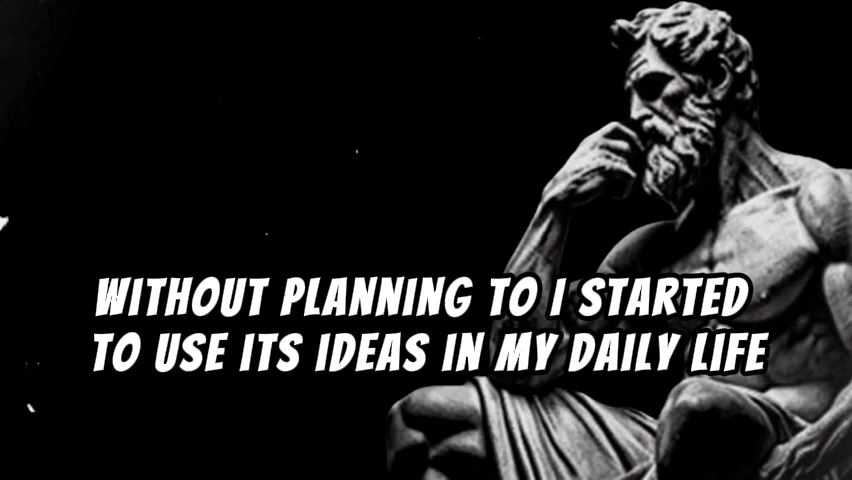 WITHOUT PLANNING TO I STARTED
TO USE ITS IDEAS IN MY DAILY LIFE